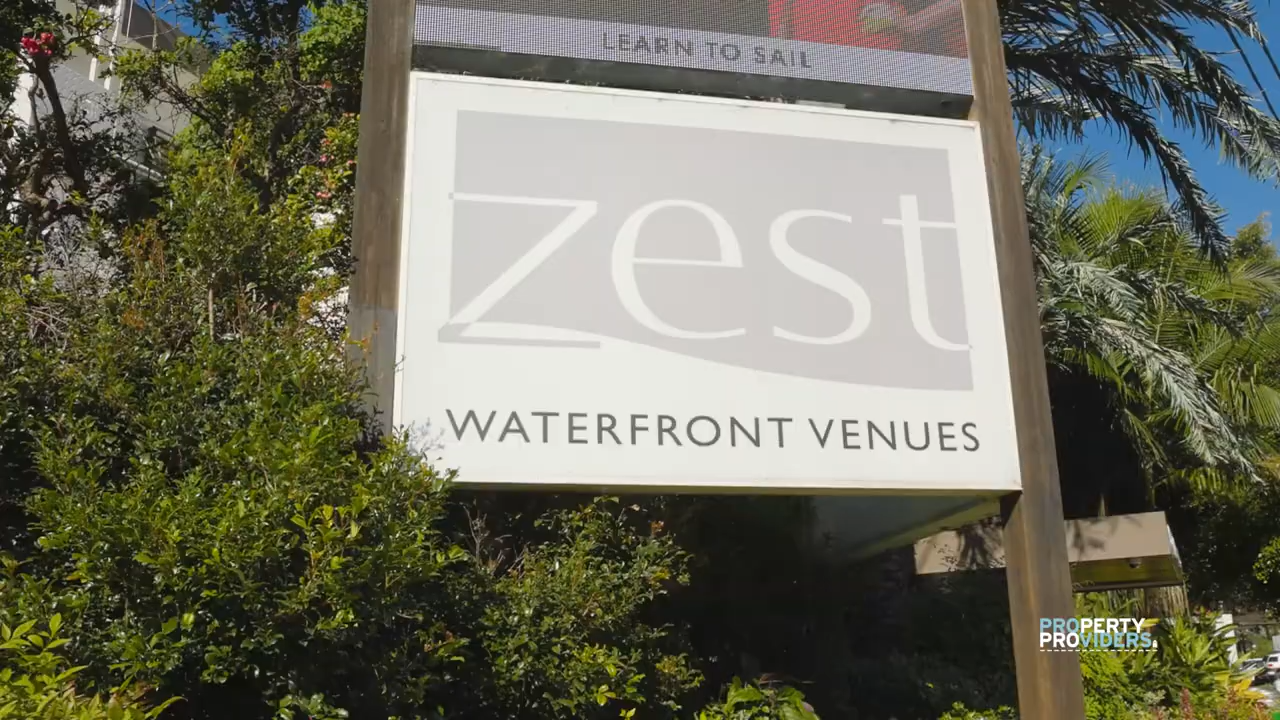 LEARN TO SAIL
zest
WATERFRONT VENUES
PROPERTY
PROVIDERS.